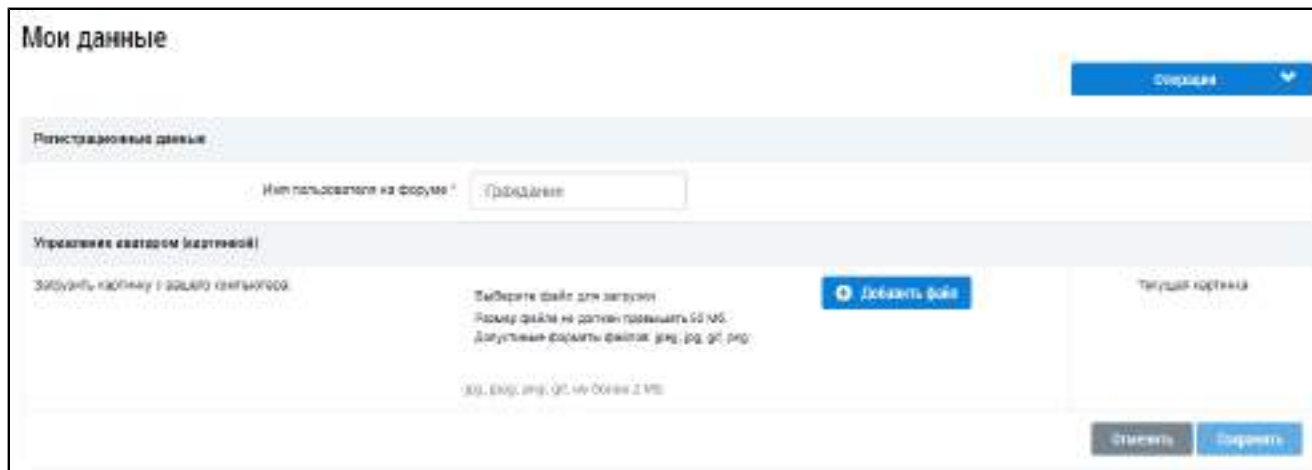 Мои данные
Операции
Регистрационные данные
Имя пользователя на форуме *
Гражданин
Управление аватаром (картинкой)
Загрузить картинку с вашего компьютера:
Выберите файл для загрузки
Размер файла не должен превышать 50 Мб.
Допустимые форматы файлов: jpeg, jpg, gif, png
Добавить файл
Текущая картинка
jpg, jpeg, png, gif, не более 2 МБ
Отменить
Сохранить